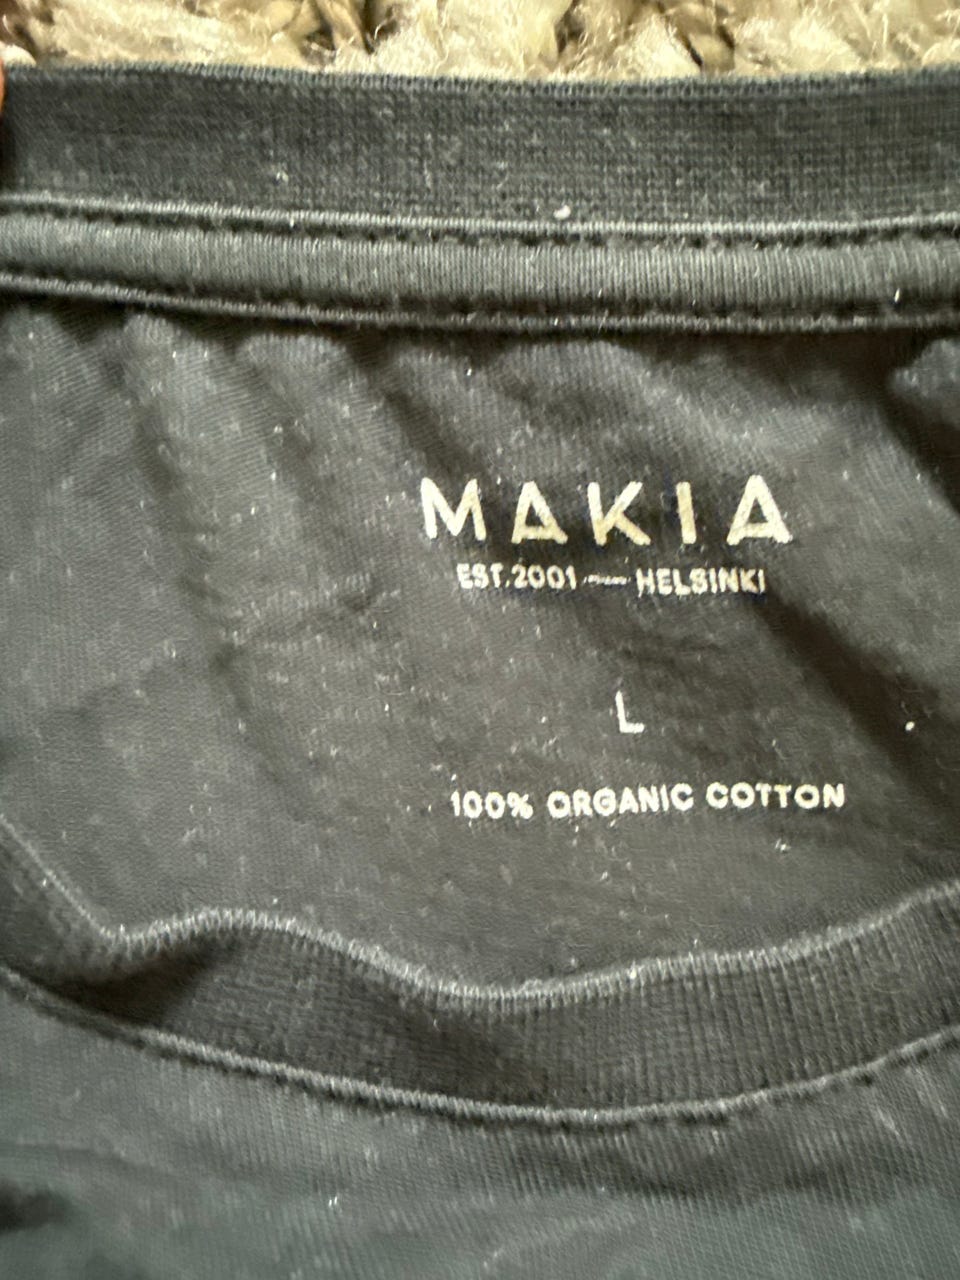 MAKIA
EST.2001 — HELSINKI
L
100% ORGANIC COTTON